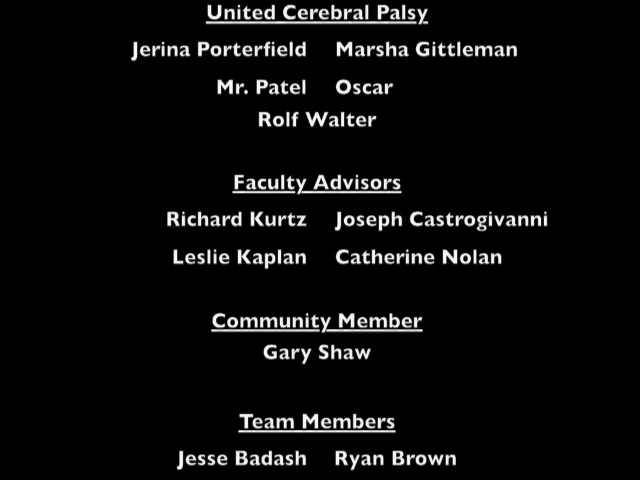 United Cerebral Palsy
Jerina Porterfield Marsha Gittleman
Mr. Patel Oscar
Rolf Walter
Faculty Advisors
Richard Kurtz Joseph Castrogivanni
Leslie Kaplan Catherine Nolan
Community Member
Gary Shaw
Team Members
Jesse Badash Ryan Brown